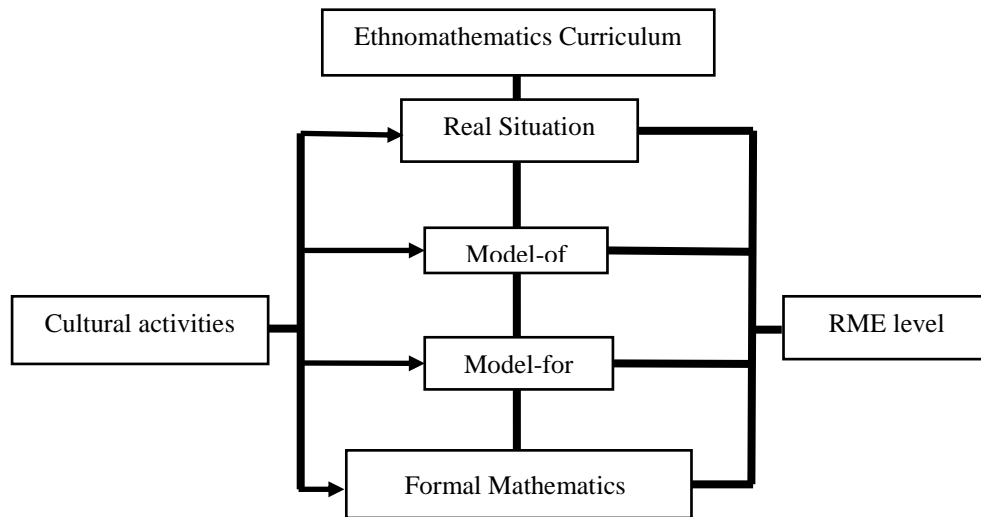 Ethnomathematics Curriculum
Real Situation
Model-of
Cultural activities
RME level
Model-for
Formal Mathematics